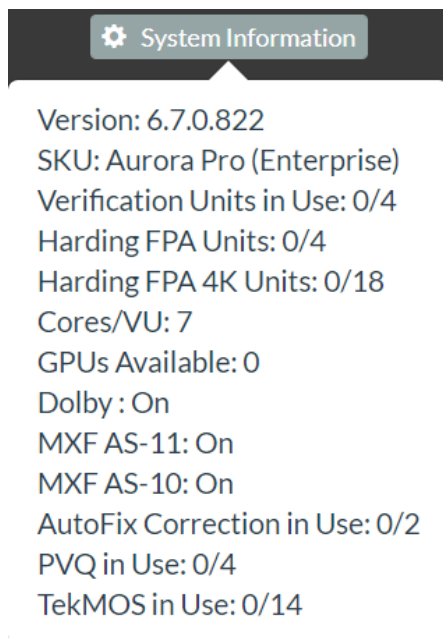 System Information
Version: 6.7.0.822
SKU: Aurora Pro (Enterprise)
Verification Units in Use: 0/4
Harding FPA Units: 0/4
Harding FPA 4K Units: 0/18
Cores/VU: 7
GPUs Available: 0
Dolby : On
MXF AS-11: On
MXF AS-10: On
AutoFix Correction in Use: 0/2
PVQ in Use: 0/4
TekMOS in Use: 0/14